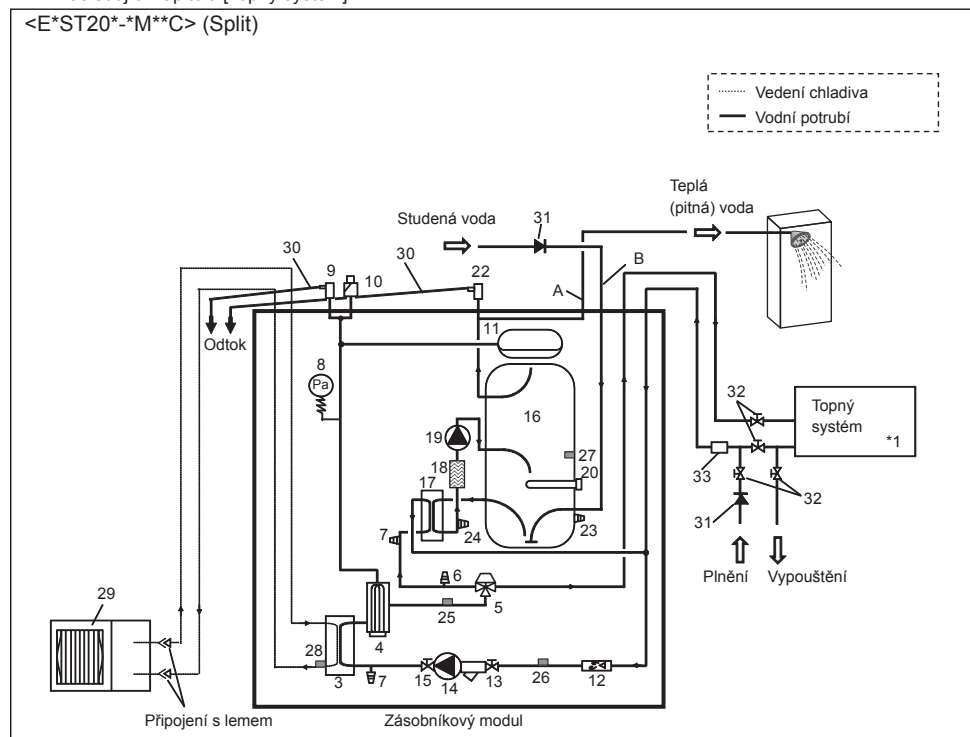 <E*ST20*-*M**C> (Split)
Vedení chladiva
Vodní potrubí
Teplá
(pitná) voda
Studená voda
31
30
9
10
30
22
B
A
Odtok
11
8
Pa
16
32
Topný
systém
*1
19
27
18
20
17
33
32
23
24
7
31
6
Plnění
Vypouštění
5
29
25
4
28
3
7
15
14
13
26
12
Připojení s lemem
Zásobníkový modul